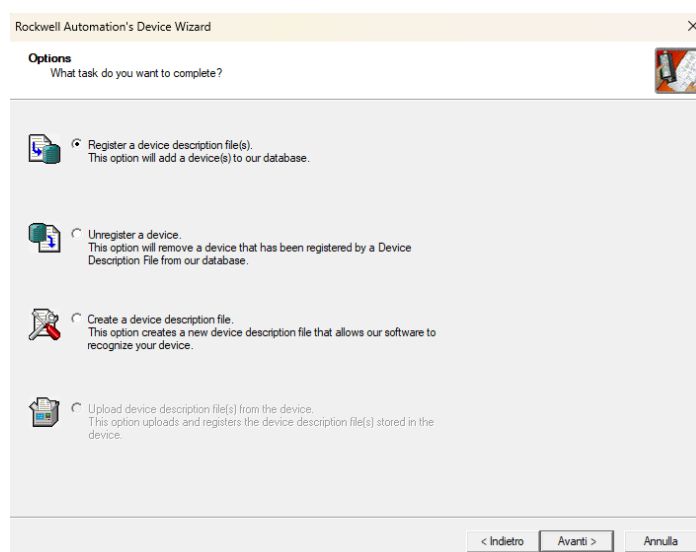 Rockwell Automation's Device Wizard
Options
What task do you want to complete?
Register a device description file(s).
This option will add a device(s) to our database.
Unregister a device.
This option will remove a device that has been registered by a Device
Description File from our database.
Create a device description file.
This option creates a new device description file that allows our software to
recognize your device.
Upload device description file(s) from the device.
This option uploads and registers the device description file(s) stored in the
device.
< Indietro
Avanti >
Annulla